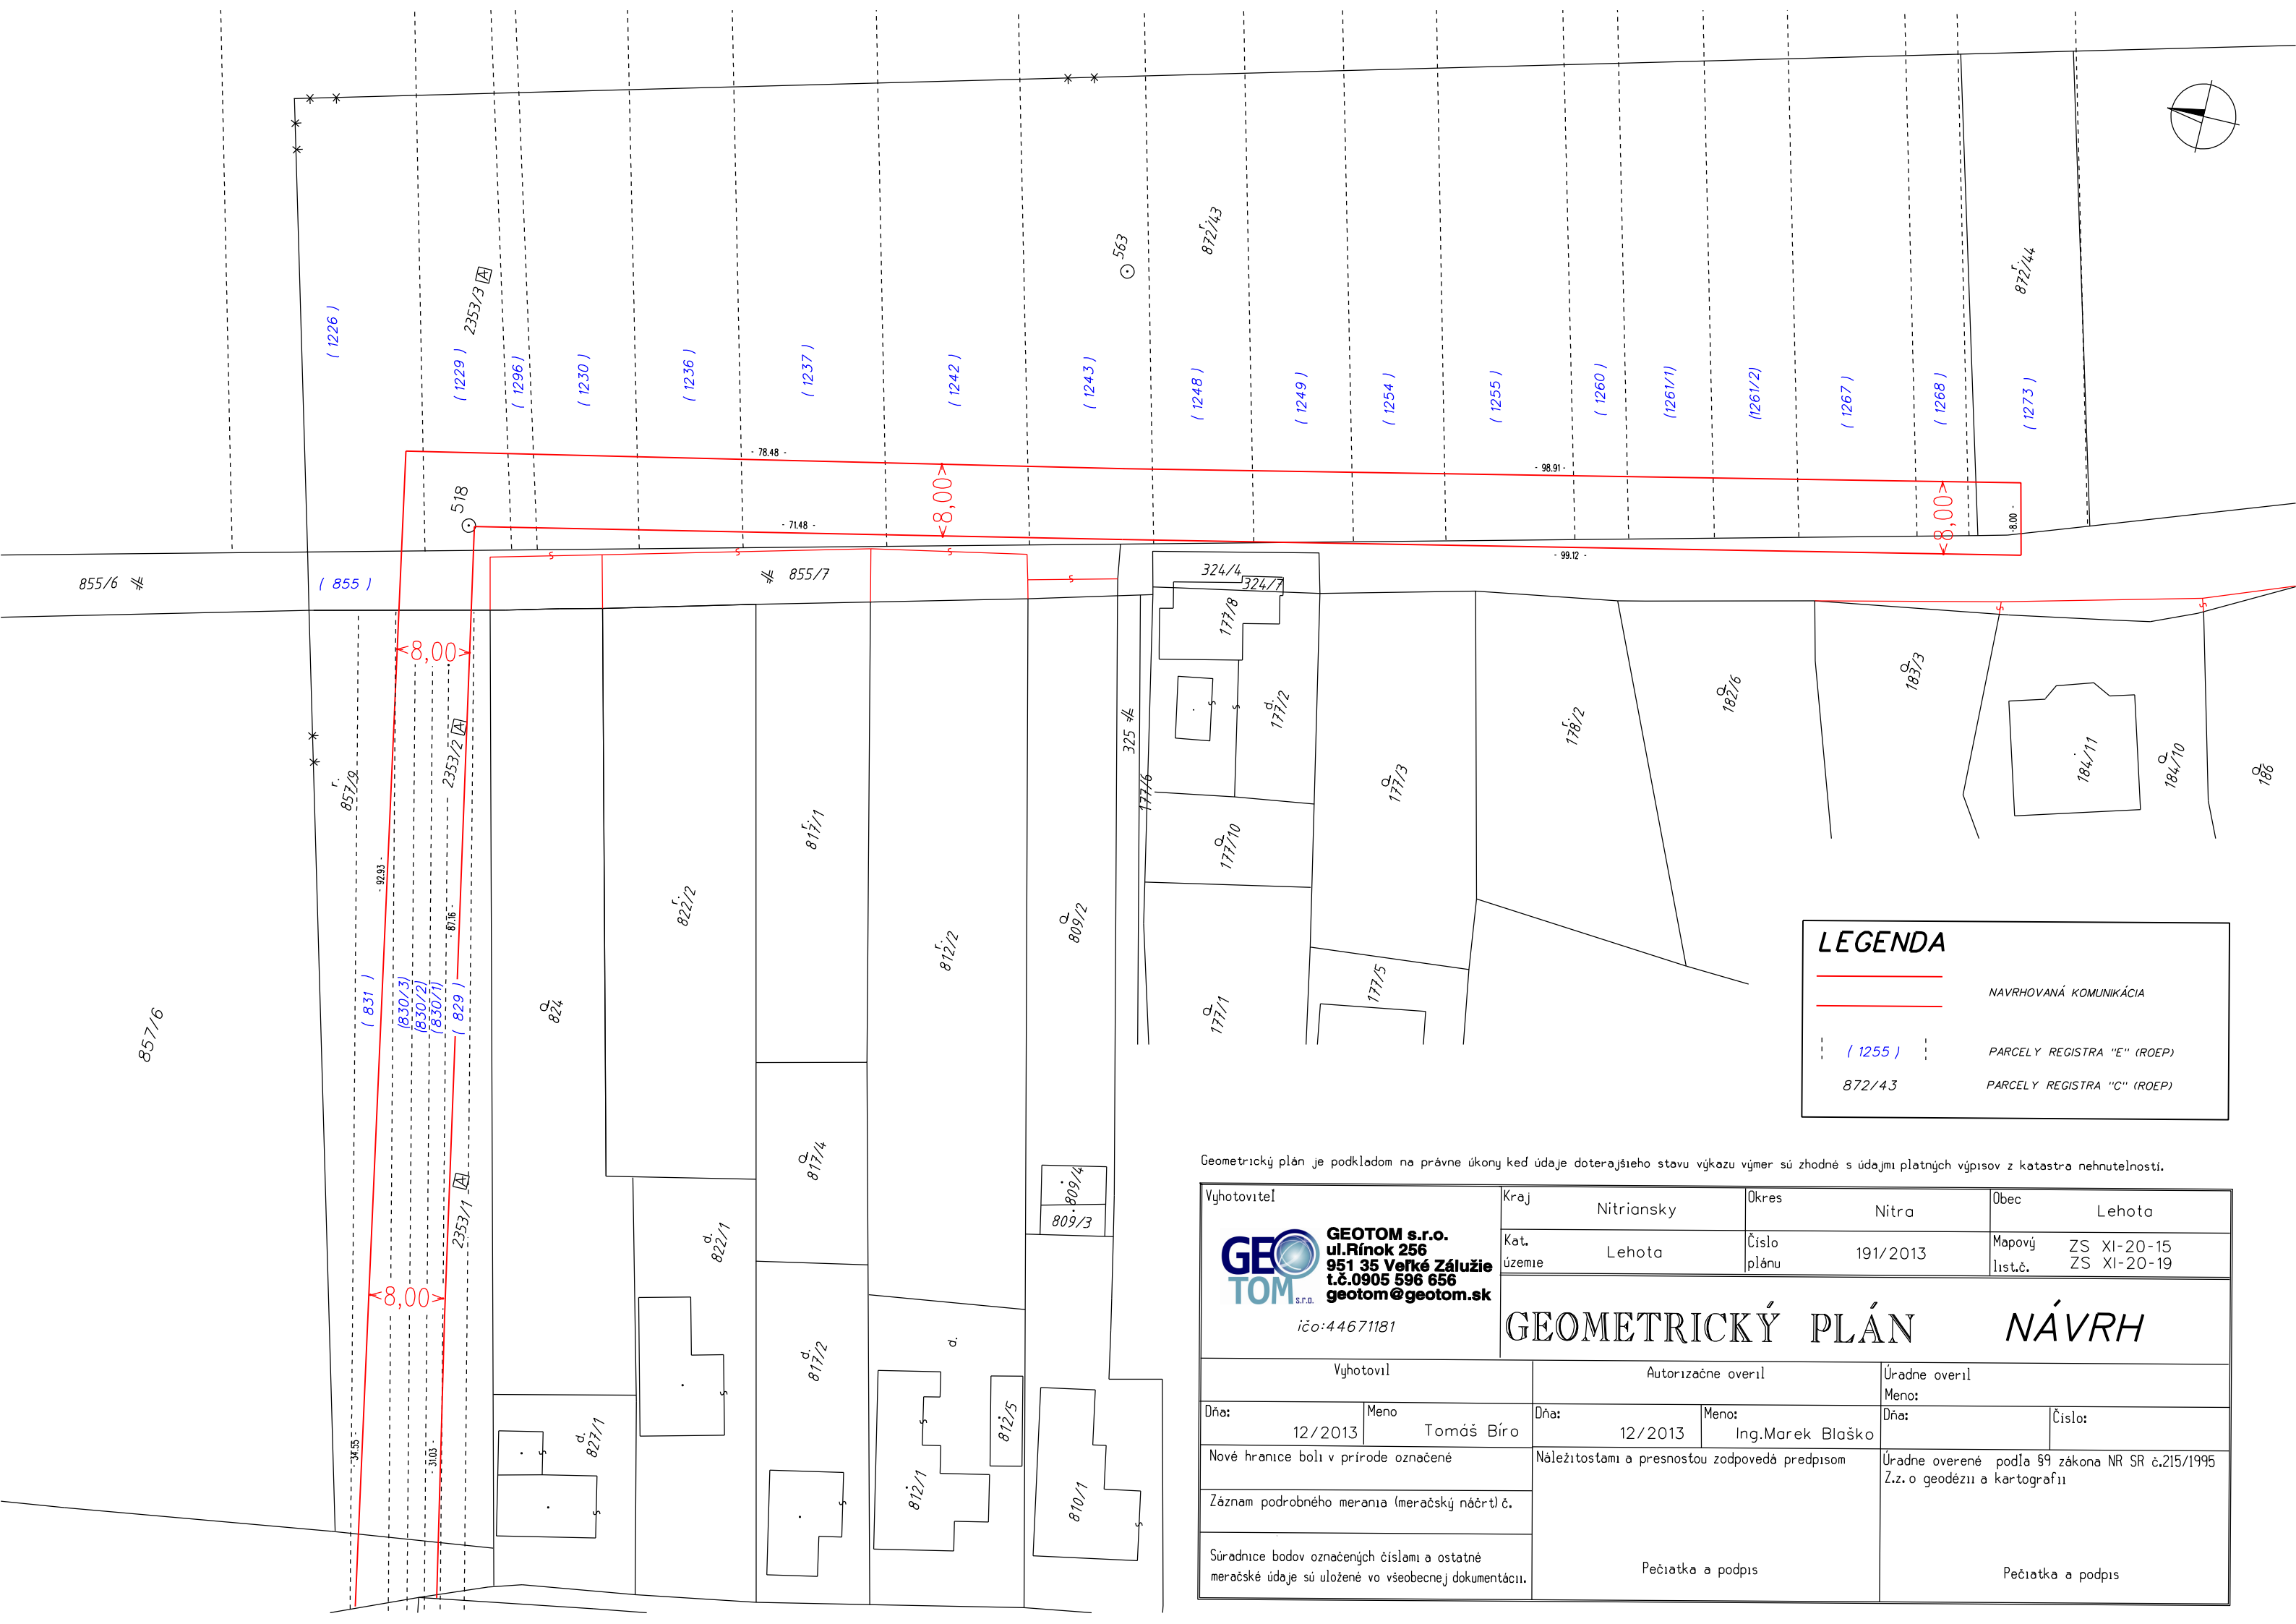 563
r.
872/43
r.
872/44
2353/3 A
( 1226 )
( 1229 )
( 1296 )
( 1230 )
( 1236 )
( 1237 )
( 1242 )
( 1243 )
( 1248 )
( 1249 )
( 1254 )
( 1255 )
( 1260 )
(1261/1)
(1261/2)
( 1267 )
( 1268 )
( 1273 )
- 78.48 -
- 98.91 -
518
<8,00>
<8,00>
- 8.00 -
- 71.48 -
- 99.12 -
855/6
( 855 )
855/7
324/4
324/7
177/8
<8,00>
2353/2 A
r.
857/9
325
177/6
d.
177/2
177/3
r.
178/2
182/6
183/3
184/11
184/10
186
r.
817/1
177/10
- 92.93 -
- 87.16 -
r.
822/2
r.
812/2
809/2
( 831 )
(830/3)
(830/2)
(830/1)
( 829 )
824
177/1
177/5
857/6
LEGENDA
NAVRHOVANÁ KOMUNIKÁCIA
( 1255 )
PARCELY REGISTRA "E" (ROEP)
872/43
PARCELY REGISTRA "C" (ROEP)
817/4
809/4
809/3
2353/1 A
d.
822/1
<8,00>
d.
817/2
d.
812/5
d.
827/1
812/1
810/1
- 34.55 -
- 31.03 -
Geometrický plán je podkladom na právne úkony keď údaje doterajšieho stavu výkazu výmer sú zhodné s údajmi platných výpisov z katastra nehnuteľností.
Vyhotoviteľ
GEOTOM s.r.o.
GEOTOM s.r.o.
ul.Rínok 256
951 35 Veľké Zálužie
t.č.0905 596 656
geotom@geotom.sk
ičo:44671181
Kraj
Nitriansky
Okres
Nitra
Obec
Lehota
Kat.
územie
Lehota
Číslo
plánu
191/2013
Mapový
list.č.
ZS XI-20-15
ZS XI-20-19
GEOMETRICKÝ PLÁN NÁVRH
Vyhotovil
Autorizačne overil
Úradne overil
Meno:
Dňa:
12/2013
Meno
Tomáš Bíro
Dňa:
12/2013
Meno:
Ing.Marek Blaško
Dňa:
Číslo:
Nové hranice boli v prírode označené
Náležitosťami a presnosťou zodpovedá predpisom
Úradne overené podľa §9 zákona NR SR č.215/1995
Z.z. o geodézii a kartografii
Záznam podrobného merania (meračský náčrt) č.
Súradnice bodov označených číslami a ostatné
meračské údaje sú uložené vo všeobecnej dokumentácii.
Pečiatka a podpis
Pečiatka a podpis